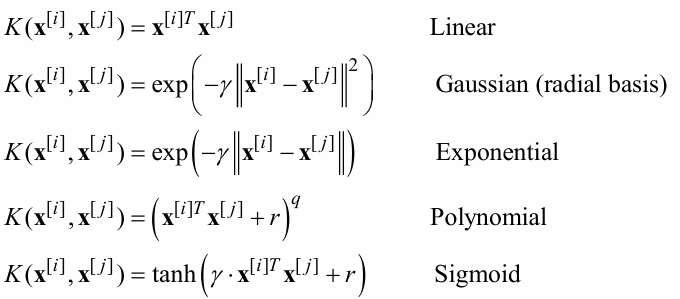 K(x^[i], x^[j]) = x^[i]T x^[j] Linear
K(x^[i], x^[j]) = exp(−γ‖x^[i] − x^[j]‖^2) Gaussian (radial basis)
K(x^[i], x^[j]) = exp(−γ‖x^[i] − x^[j]‖) Exponential
K(x^[i], x^[j]) = (x^[i]T x^[j] + r)^q Polynomial
K(x^[i], x^[j]) = tanh(γ · x^[i]T x^[j] + r) Sigmoid